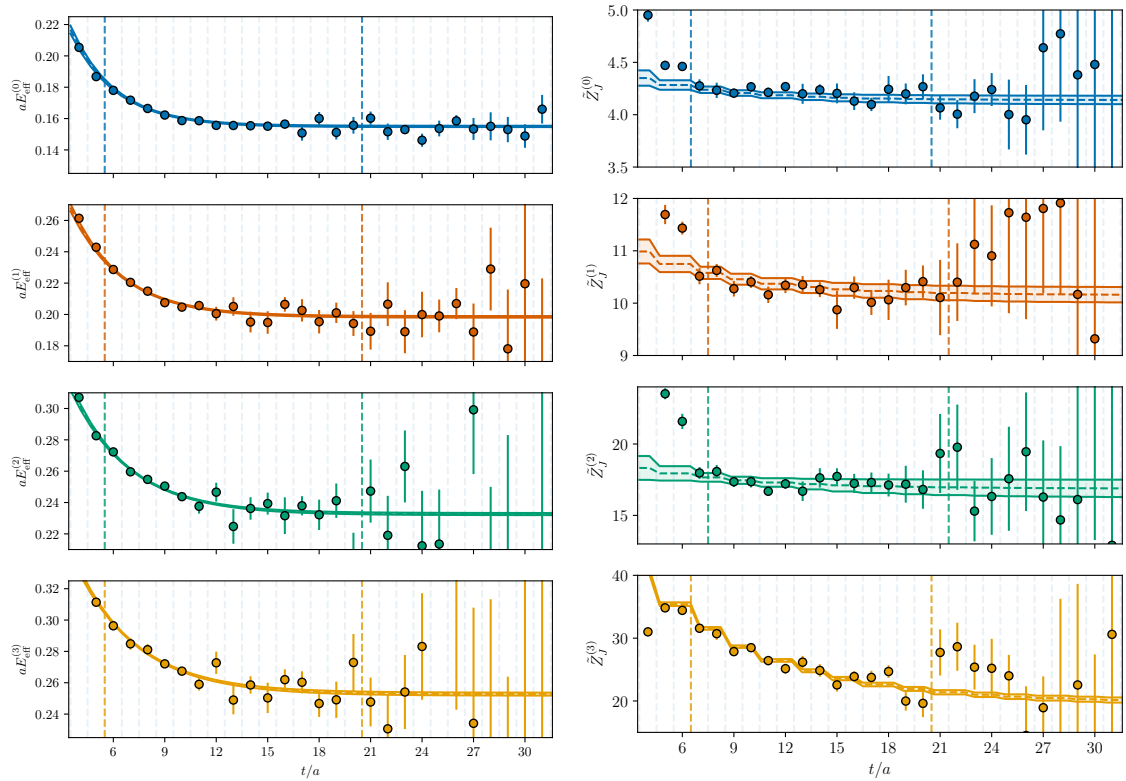 0.22
0.20
0.18
0.16
0.14
aE_eff^(0)
5.0
4.5
4.0
3.5
Z̃_J^(0)
0.26
0.24
0.22
0.20
0.18
aE_eff^(1)
12
11
10
9
Z̃_J^(1)
0.30
0.28
0.26
0.24
0.22
aE_eff^(2)
20
15
Z̃_J^(2)
0.32
0.30
0.28
0.26
0.24
aE_eff^(3)
6 9 12 15 18 21 24 27 30
t/a
40
30
20
Z̃_J^(3)
6 9 12 15 18 21 24 27 30
t/a